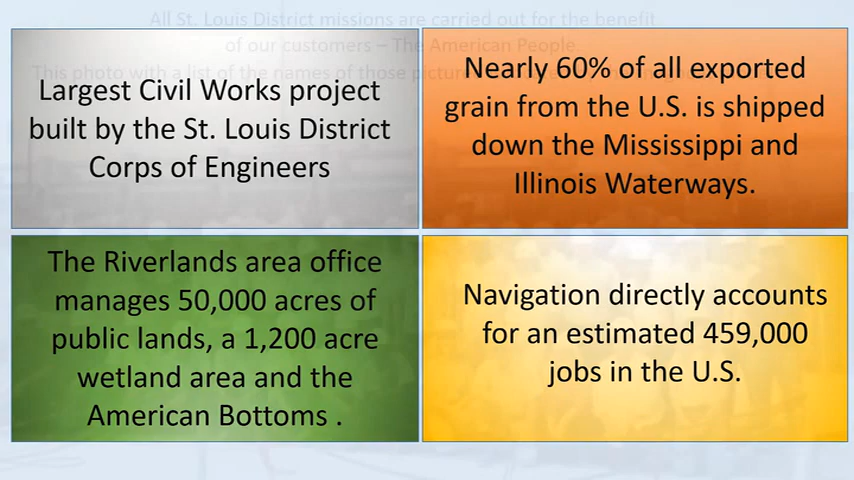 All St. Louis District missions are carried out for the benefit
of our customers – The American People.
This photo with a list of the names of those pictured
Largest Civil Works project
built by the St. Louis District
Corps of Engineers
Nearly 60% of all exported
grain from the U.S. is shipped
down the Mississippi and
Illinois Waterways.
The Riverlands area office
manages 50,000 acres of
public lands, a 1,200 acre
wetland area and the
American Bottoms .
Navigation directly accounts
for an estimated 459,000
jobs in the U.S.